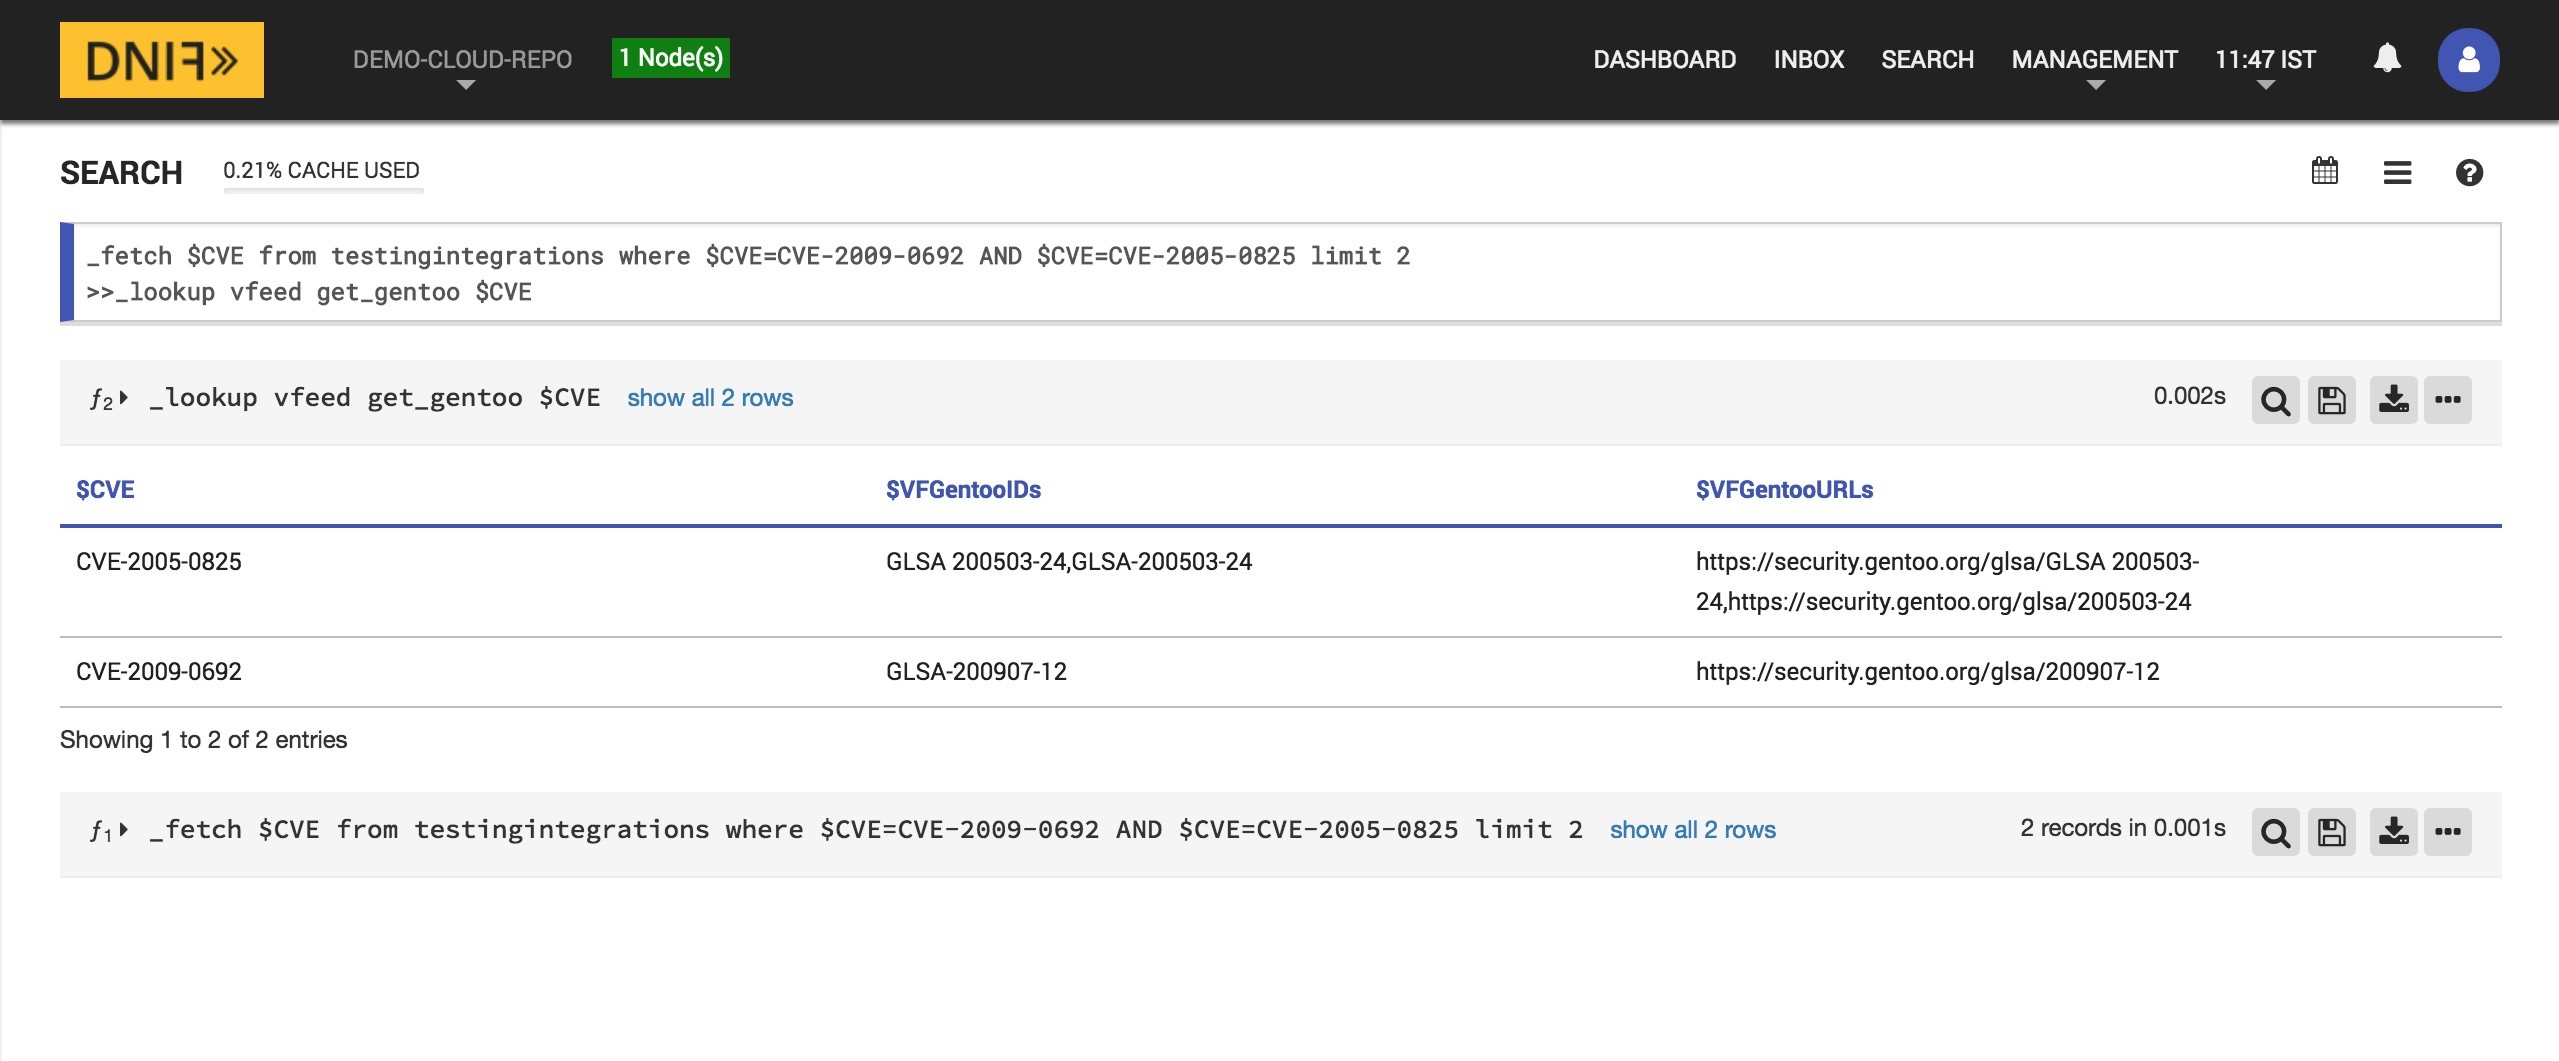 DNIF»
DEMO-CLOUD-REPO
1 Node(s)
DASHBOARD
INBOX
SEARCH
MANAGEMENT
11:47 IST
SEARCH
0.21% CACHE USED
_fetch $CVE from testingintegrations where $CVE=CVE-2009-0692 AND $CVE=CVE-2005-0825 limit 2
>>_lookup vfeed get_gentoo $CVE
ƒ2 _lookup vfeed get_gentoo $CVE show all 2 rows
0.002s
$CVE $VFGentooIDs $VFGentooURLs
CVE-2005-0825 GLSA 200503-24,GLSA-200503-24 https://security.gentoo.org/glsa/GLSA 200503-
24,https://security.gentoo.org/glsa/200503-24
CVE-2009-0692 GLSA-200907-12 https://security.gentoo.org/glsa/200907-12
Showing 1 to 2 of 2 entries
ƒ1 _fetch $CVE from testingintegrations where $CVE=CVE-2009-0692 AND $CVE=CVE-2005-0825 limit 2 show all 2 rows
2 records in 0.001s